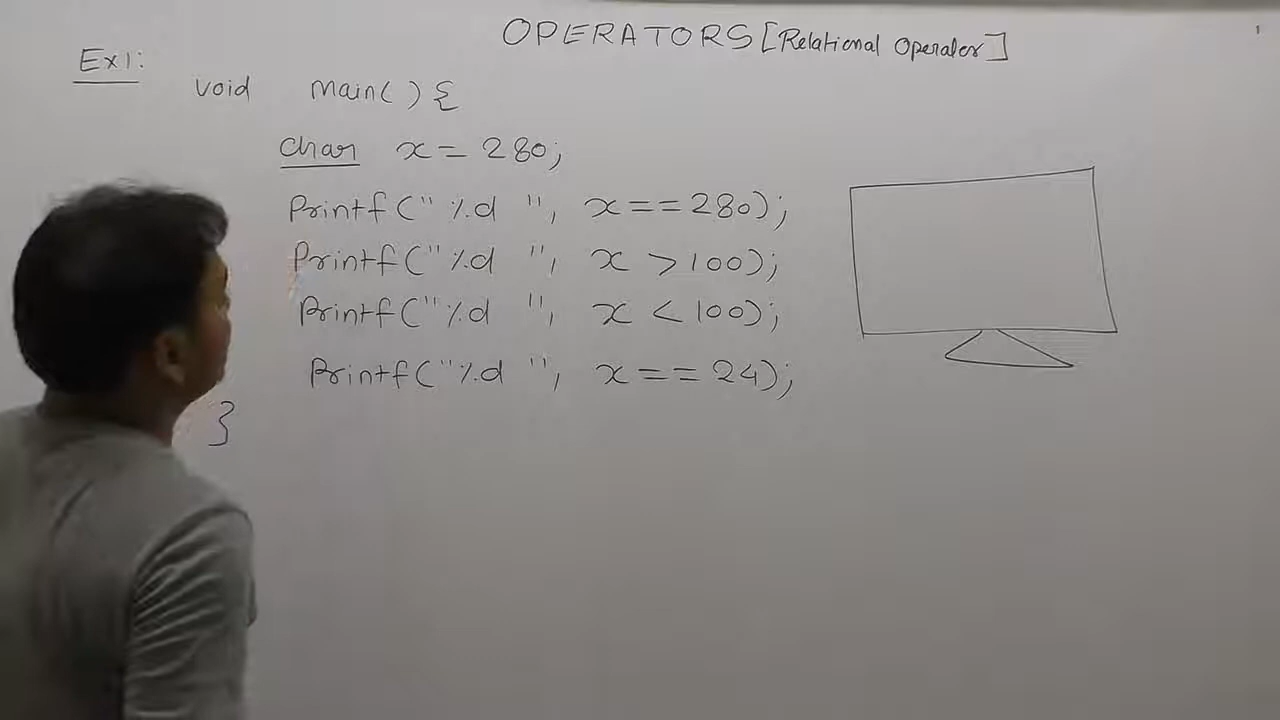 OPERATORS [Relational Operator]
Ex1:
void main( ) {
char x = 280;
Printf("%d ", x==280);
Printf("%d ", x >100);
Printf("%d ", x < 100);
Printf("%d ", x== 24);
}